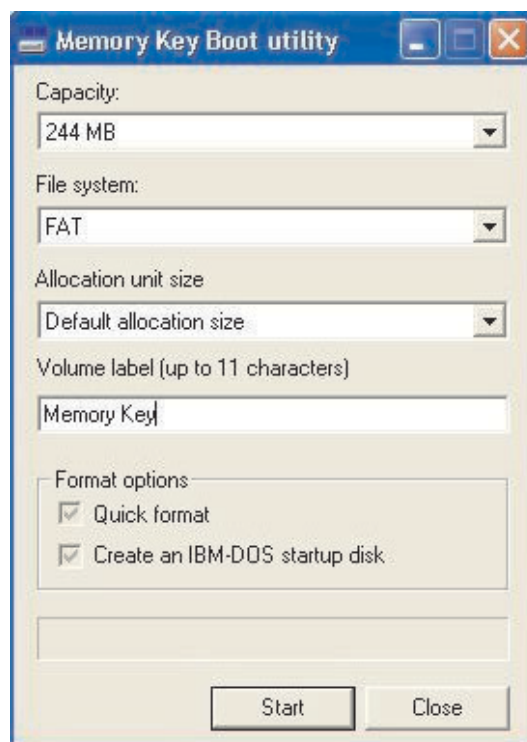 Memory Key Boot utility
Capacity:
244 MB
File system:
FAT
Allocation unit size
Default allocation size
Volume label (up to 11 characters)
Memory Key
Format options
Quick format
Create an IBM-DOS startup disk
Start Close